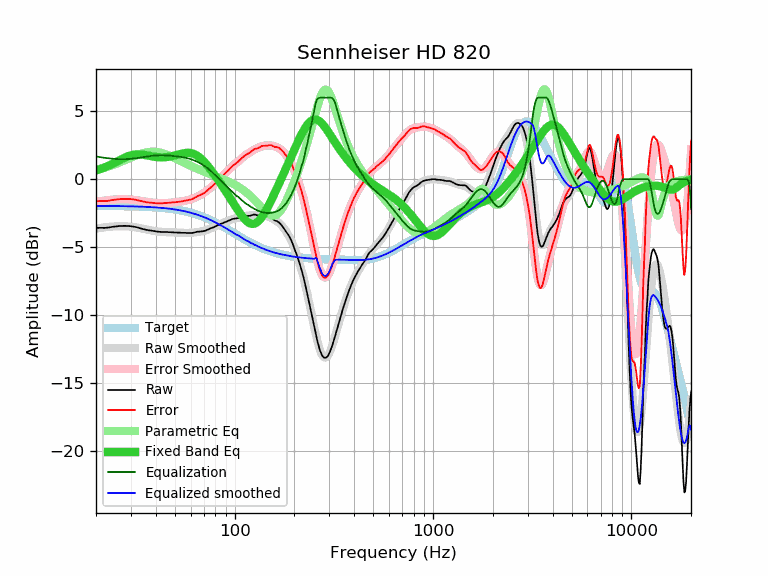 Sennheiser HD 820
Amplitude (dBr)
5
0
−5
−10
−15
−20
Target
Raw Smoothed
Error Smoothed
Raw
Error
Parametric Eq
Fixed Band Eq
Equalization
Equalized smoothed
100
1000
10000
Frequency (Hz)